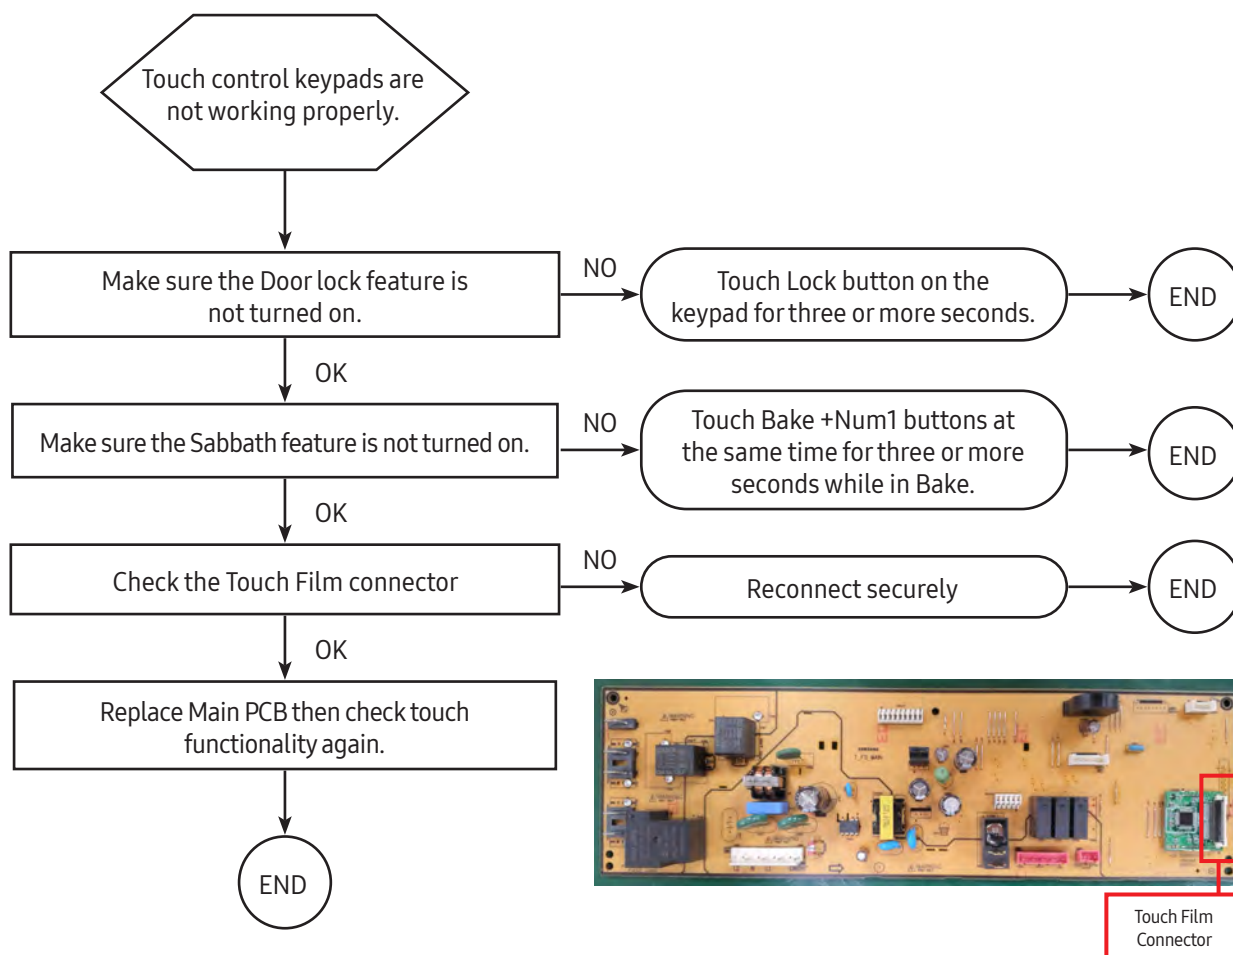 Touch control keypads are
not working properly.
Make sure the Door lock feature is
not turned on.
NO
Touch Lock button on the
keypad for three or more seconds.
END
OK
Make sure the Sabbath feature is not turned on.
NO
Touch Bake +Num1 buttons at
the same time for three or more
seconds while in Bake.
END
OK
Check the Touch Film connector
NO
Reconnect securely
END
OK
Replace Main PCB then check touch
functionality again.
END
Touch Film
Connector